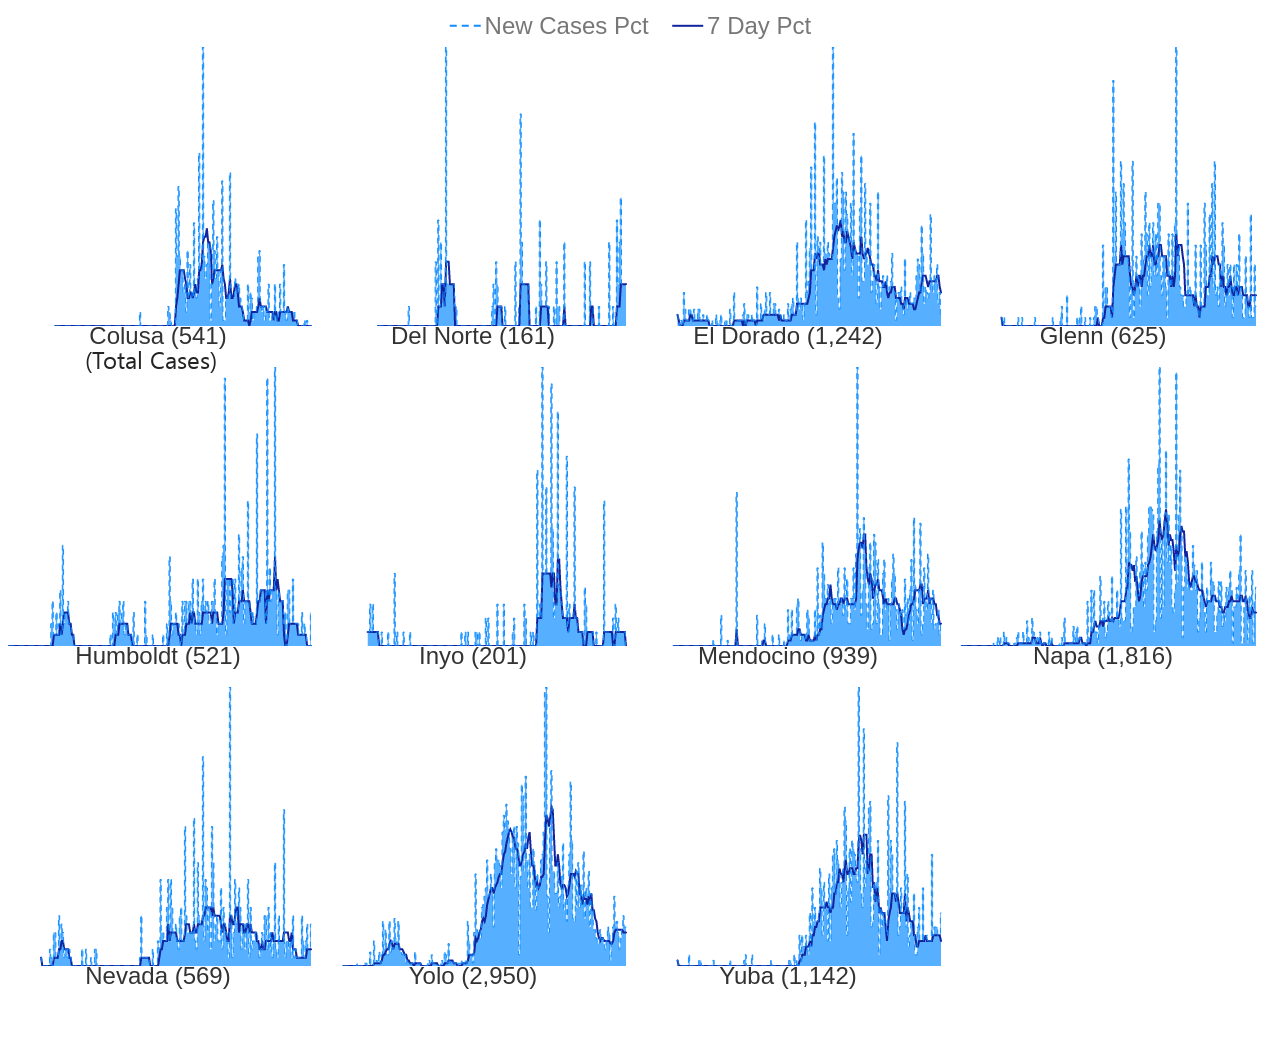 New Cases Pct 7 Day Pct
Colusa (541) Del Norte (161) El Dorado (1,242) Glenn (625)
(Total Cases)
Humboldt (521) Inyo (201) Mendocino (939) Napa (1,816)
Nevada (569) Yolo (2,950) Yuba (1,142)